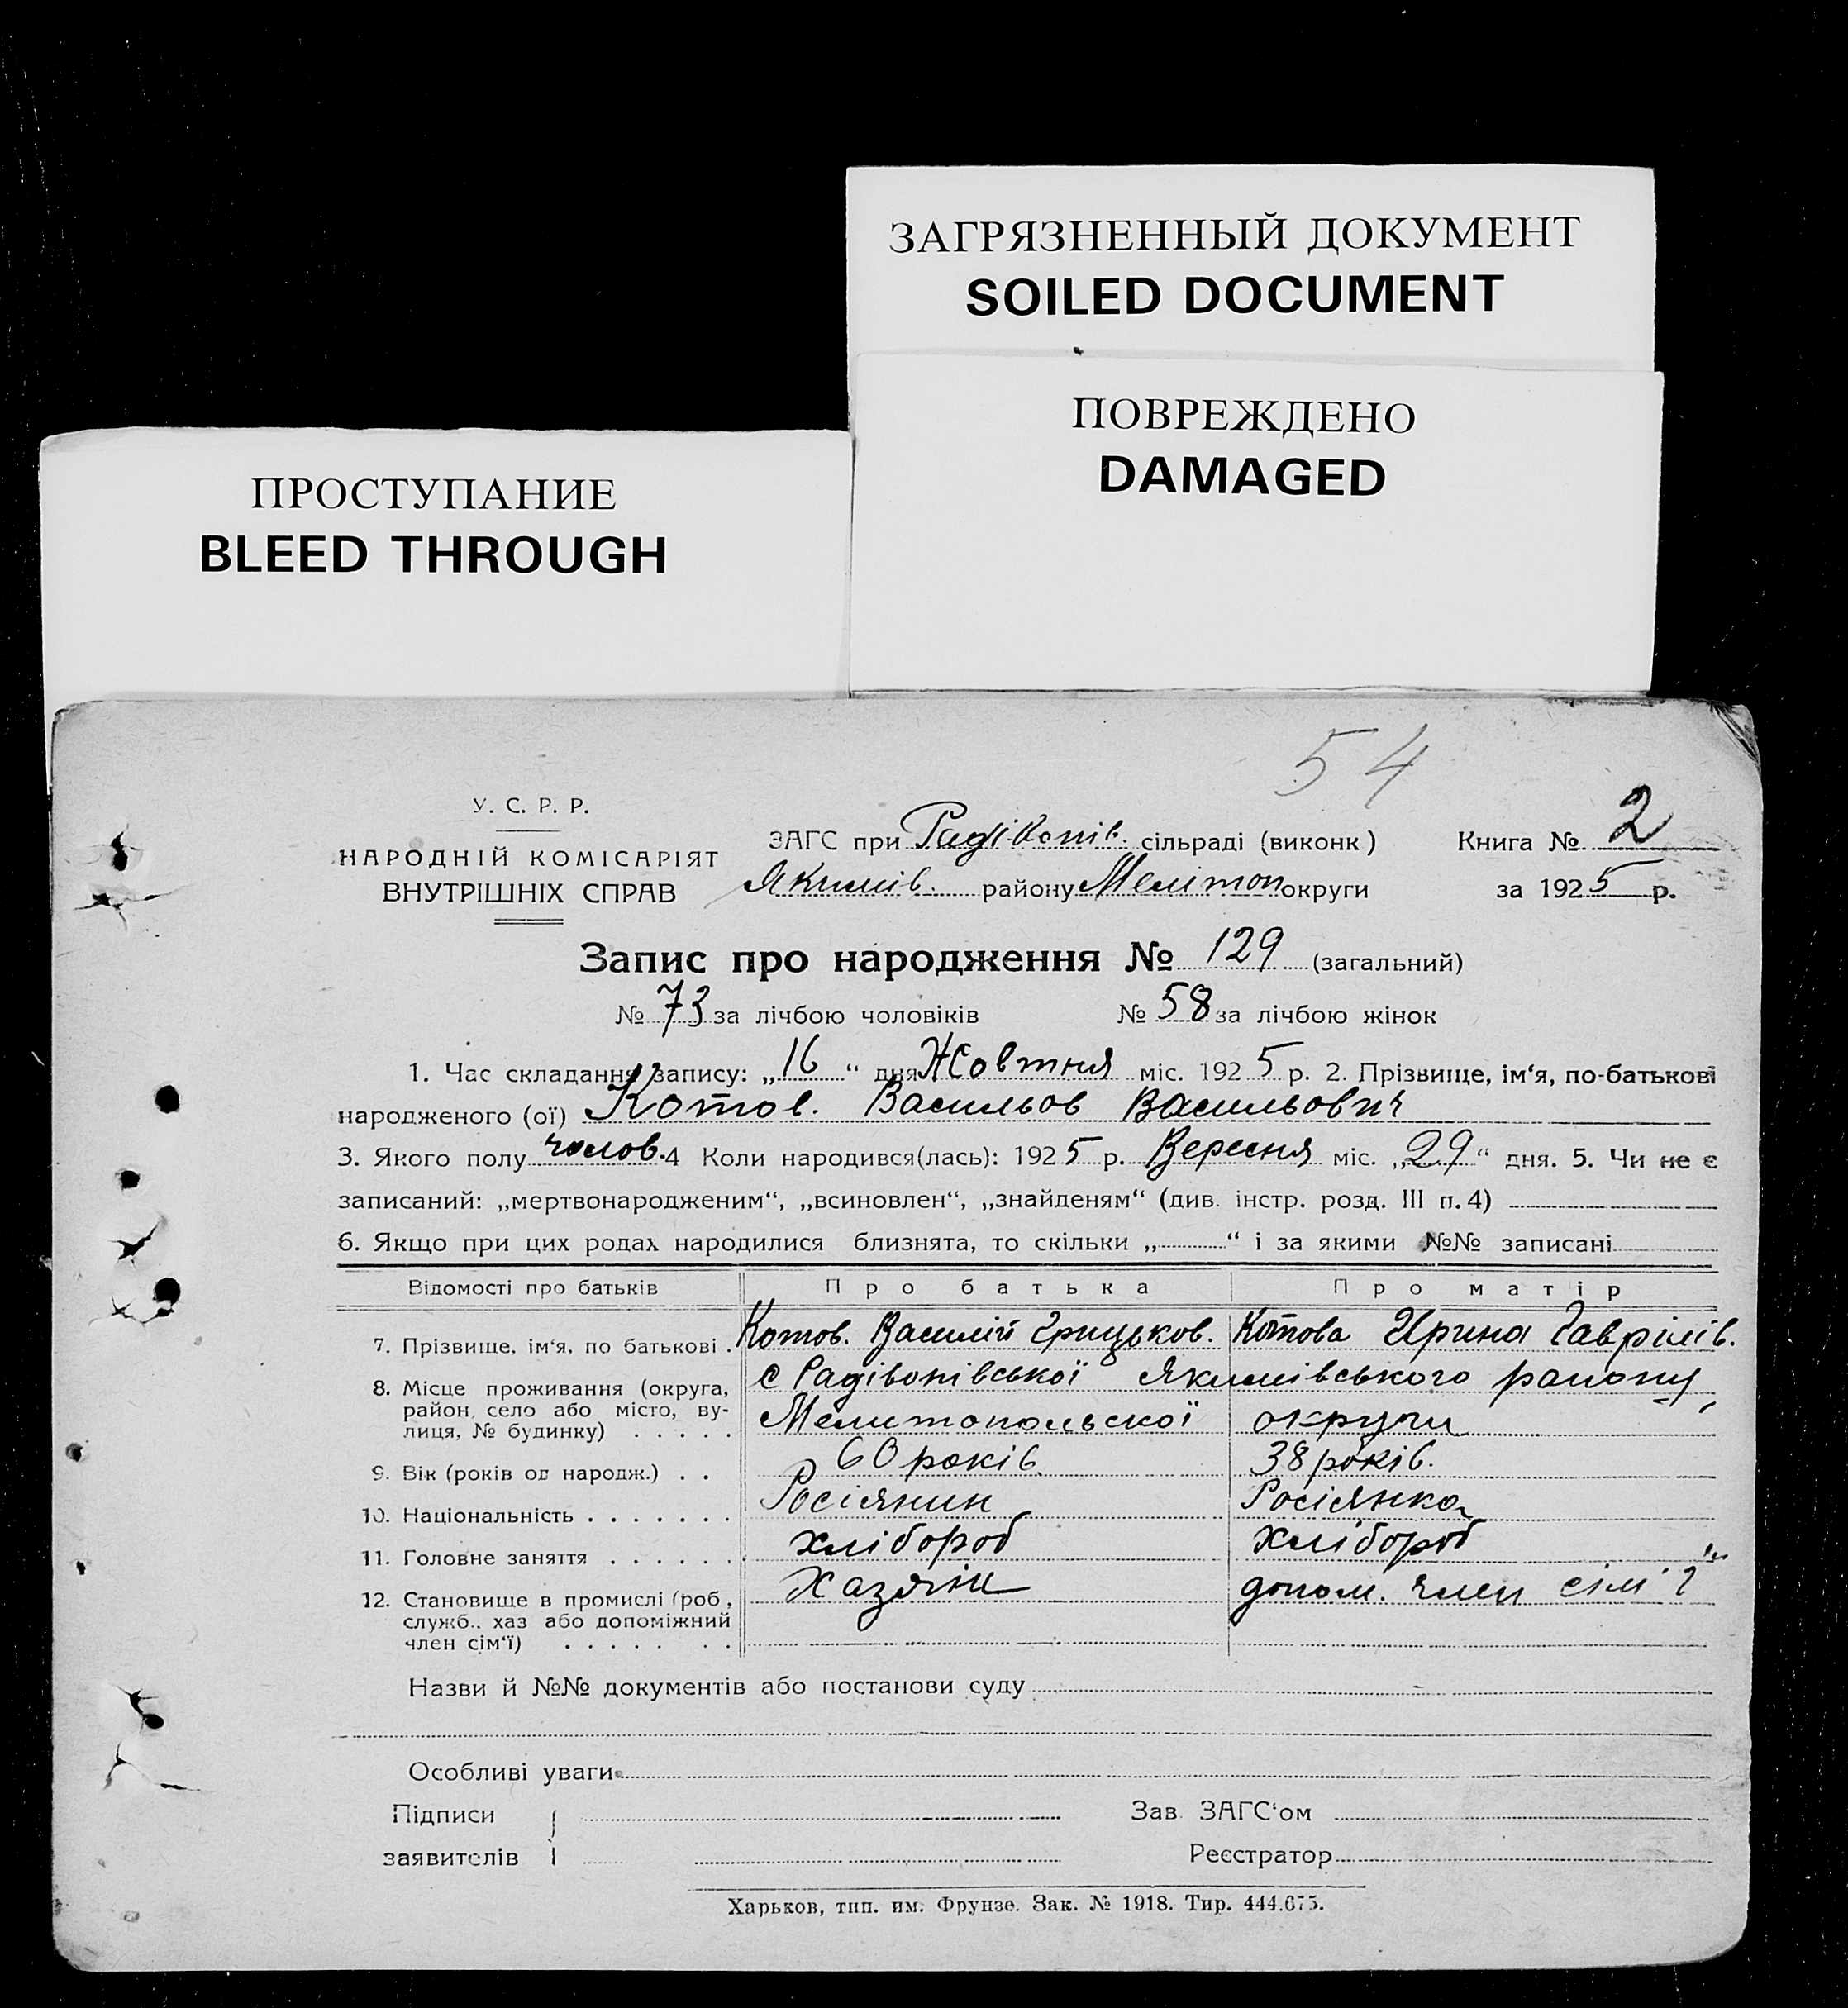 ЗАГРЯЗНЕННЫЙ ДОКУМЕНТ
SOILED DOCUMENT
ПОВРЕЖДЕНО
DAMAGED
ПРОСТУПАНИЕ
BLEED THROUGH
54
У. С. Р. Р.
НАРОДНІЙ КОМІСАРІЯТ
ВНУТРІШНІХ СПРАВ
ЗАГС при Радівонів. сільраді (виконк) Книга № 2
Якимів. району Мелітоп округи за 1925 р.
Запис про народження № 129 (загальний)
№ 73 за лічбою чоловіків № 58 за лічбою жінок
1. Час складання запису: „16“ дня Жовтня міс. 1925 р. 2. Прізвище, ім'я, по-батькові
народженого (ої) Котов. Васильов Васильович
3. Якого полу чолов. 4 Коли народився(лась): 1925 р. Вересня міс. „29“ дня. 5. Чи не є
записаний: „мертвонародженим“, „всиновлен“, „знайденям“ (див. інстр. розд. III п. 4)
6. Якщо при цих родах народилися близнята, то скільки „ “ і за якими №№ записані
Відомості про батьків Про батька Про матір
7. Прізвище, ім'я, по батькові. Котов. Василій Грицьков. Котова Ирина Гаврілів.
8. Місце проживання (округа, с Радівонівської Якимівського району,
район, село або місто, ву-
лиця, № будинку) . . . . . Мелитопольскої округи
9. Вік (років од народж.) . . 60 років 38 років.
10. Національність . . . . . . . Росіянин Росіянка
11. Головне заняття . . . . . . хлібороб хлібороб
12. Становище в промислі (роб, Хазяїн допом. член сім'ї
служб., хаз або допоміжний
член сім'ї) . . . . . . .
Назви й №№ документів або постанови суду
Особливі уваги
Підписи Зав. ЗАГС'ом
заявителів Реєстратор
Харьков, тип. им. Фрунзе. Зак. № 1918. Тир. 444.675.